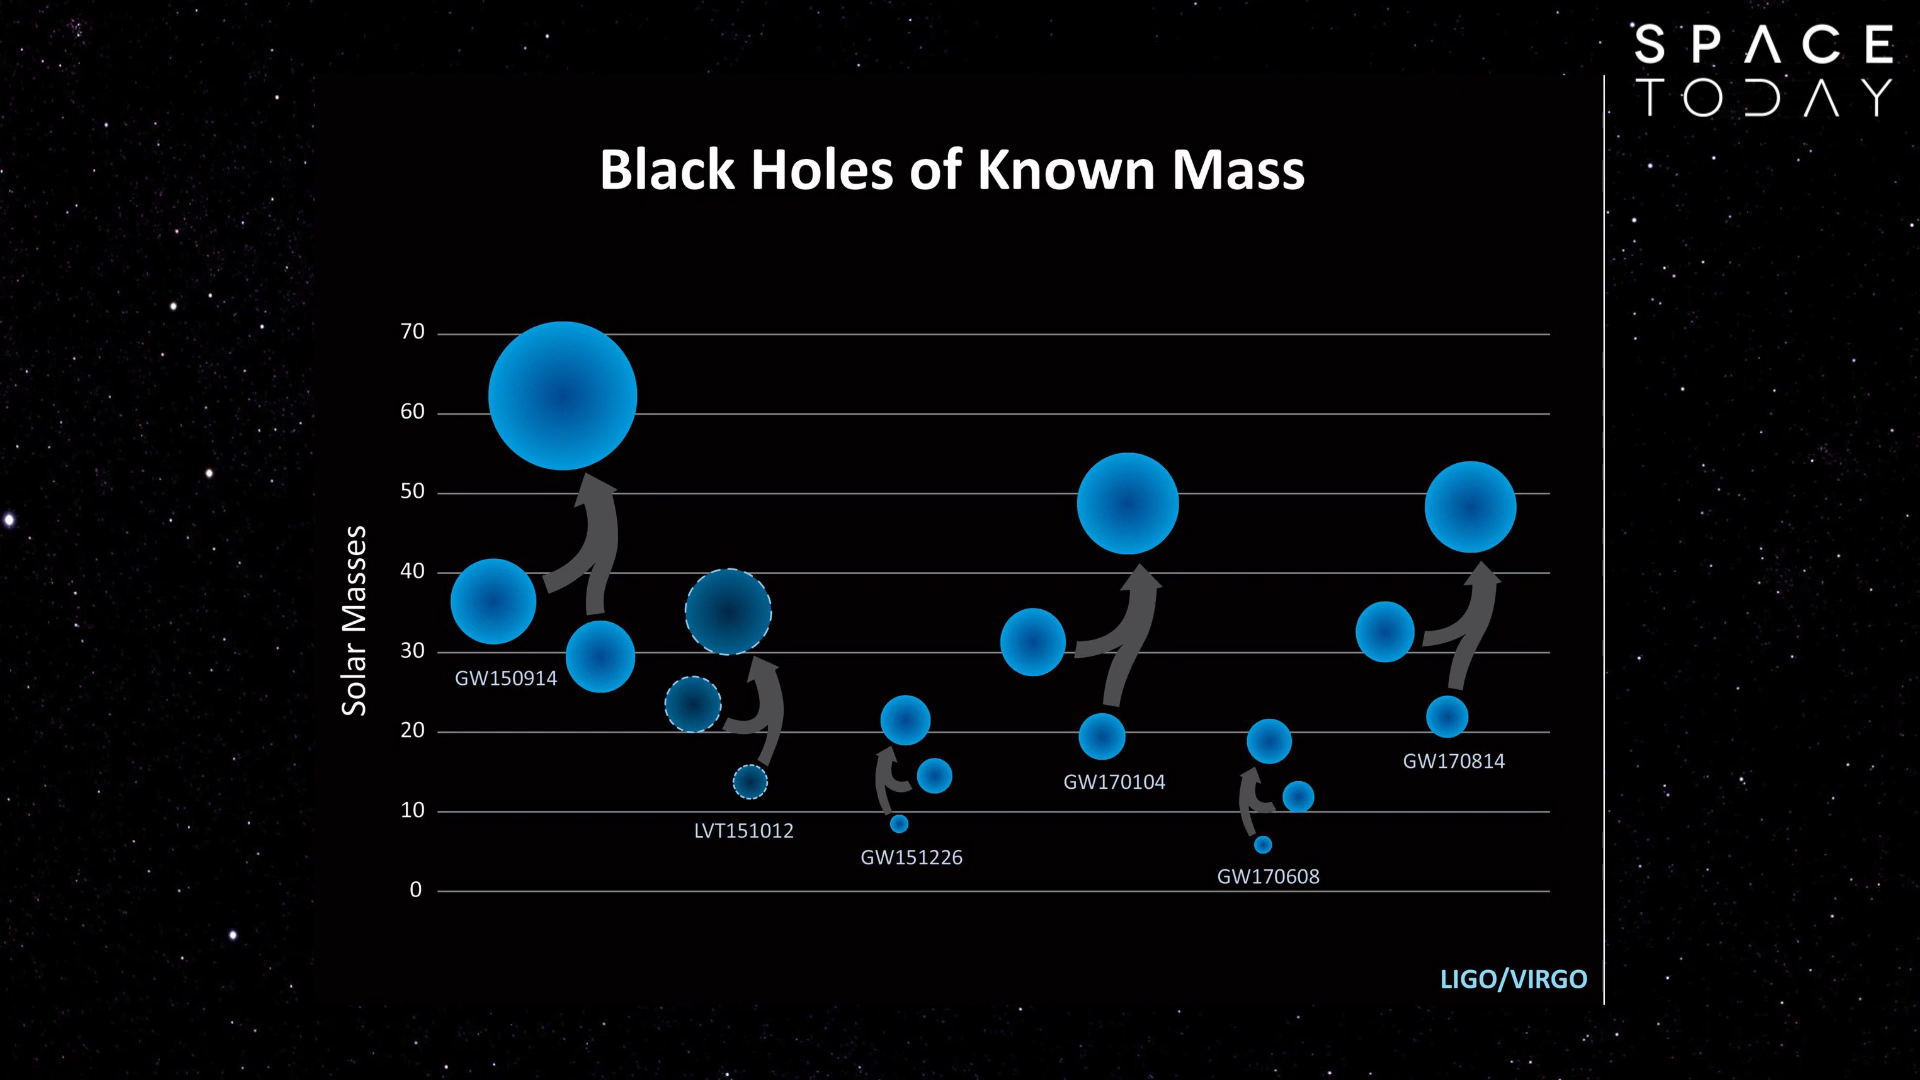 SPACE
TODAY
Black Holes of Known Mass
Solar Masses
70
60
50
40
30
20
10
0
GW150914
LVT151012
GW151226
GW170104
GW170608
GW170814
LIGO/VIRGO